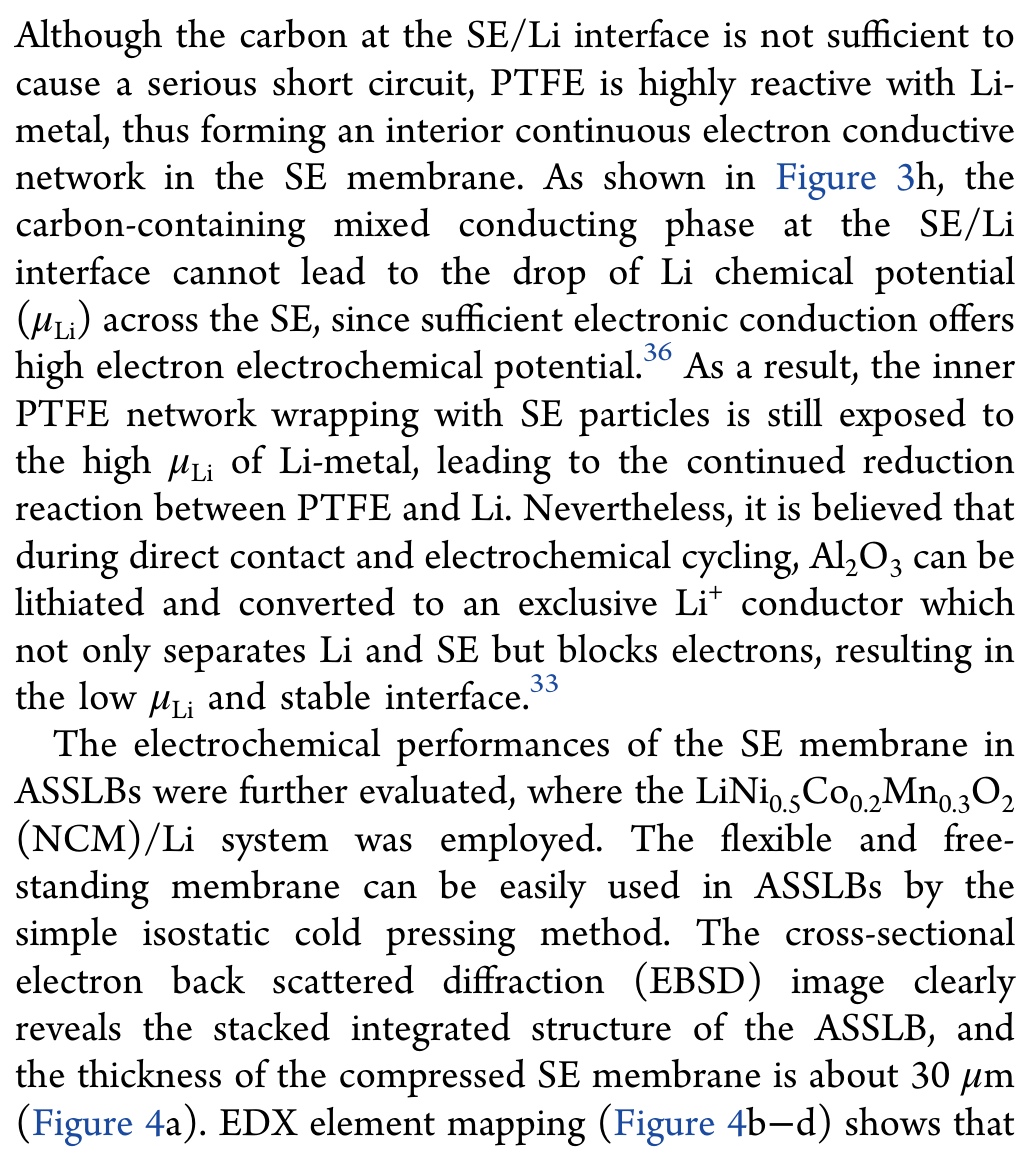 Although the carbon at the SE/Li interface is not sufficient to
cause a serious short circuit, PTFE is highly reactive with Li-
metal, thus forming an interior continuous electron conductive
network in the SE membrane. As shown in Figure 3h, the
carbon-containing mixed conducting phase at the SE/Li
interface cannot lead to the drop of Li chemical potential
(μLi) across the SE, since sufficient electronic conduction offers
high electron electrochemical potential.36 As a result, the inner
PTFE network wrapping with SE particles is still exposed to
the high μLi of Li-metal, leading to the continued reduction
reaction between PTFE and Li. Nevertheless, it is believed that
during direct contact and electrochemical cycling, Al2O3 can be
lithiated and converted to an exclusive Li+ conductor which
not only separates Li and SE but blocks electrons, resulting in
the low μLi and stable interface.33
The electrochemical performances of the SE membrane in
ASSLBs were further evaluated, where the LiNi0.5Co0.2Mn0.3O2
(NCM)/Li system was employed. The flexible and free-
standing membrane can be easily used in ASSLBs by the
simple isostatic cold pressing method. The cross-sectional
electron back scattered diffraction (EBSD) image clearly
reveals the stacked integrated structure of the ASSLB, and
the thickness of the compressed SE membrane is about 30 μm
(Figure 4a). EDX element mapping (Figure 4b−d) shows that